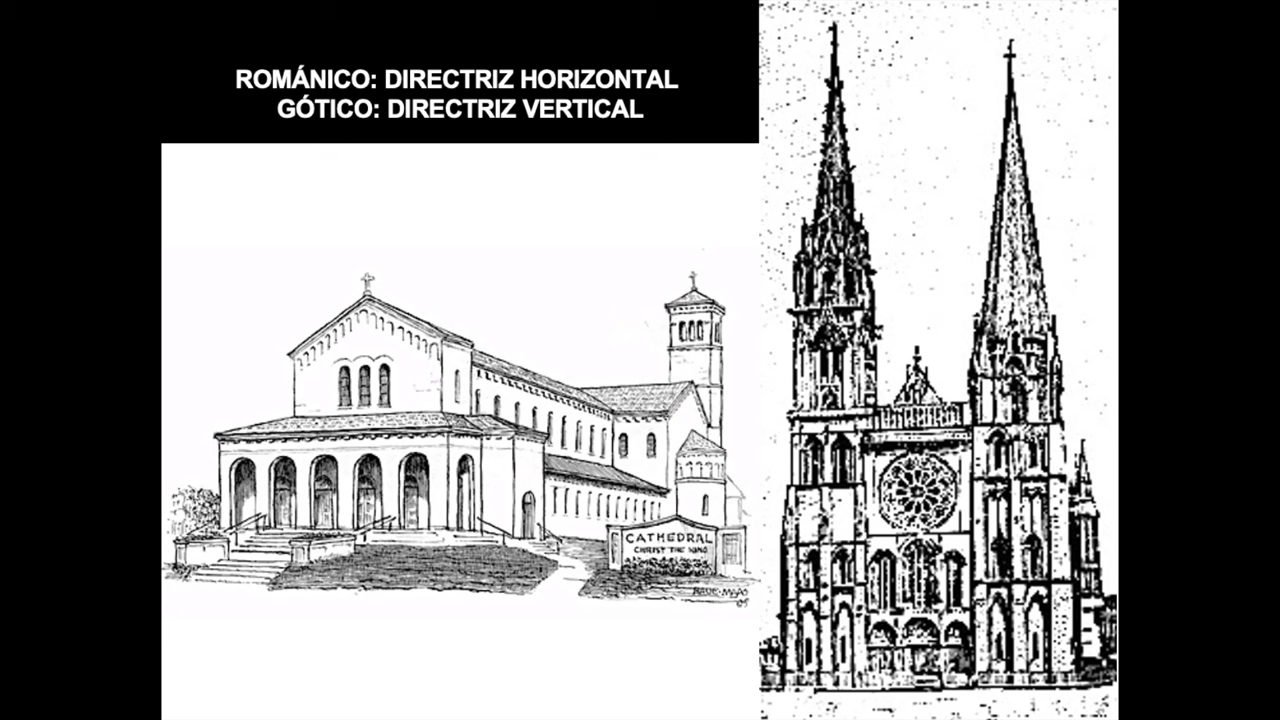 ROMÁNICO: DIRECTRIZ HORIZONTAL
GÓTICO: DIRECTRIZ VERTICAL
CATHEDRAL
CHRIST THE KING